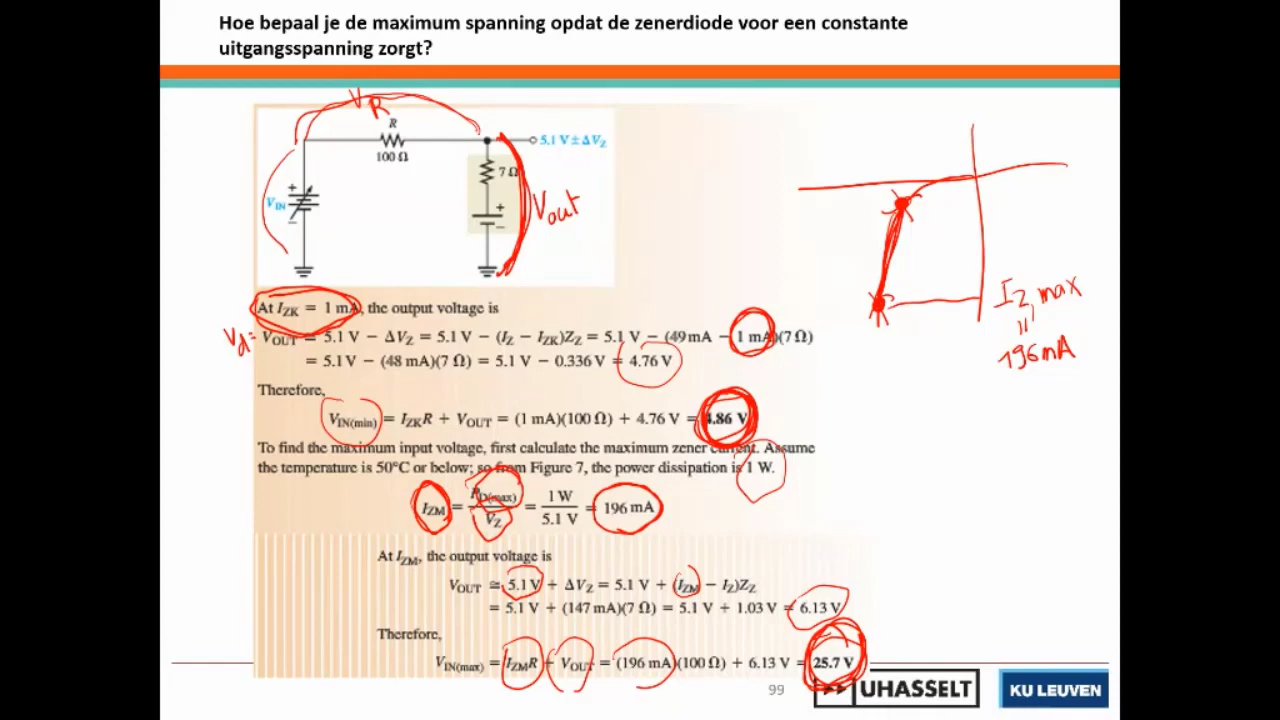 Hoe bepaal je de maximum spanning opdat de zenerdiode voor een constante
uitgangsspanning zorgt?
VR
R
100 Ω
5.1 V ± ΔVZ
7 Ω
+
VIN
−
+
−
Vout
At IZK = 1 mA, the output voltage is
Vd =
VOUT = 5.1 V − ΔVZ = 5.1 V − (IZ − IZK)ZZ = 5.1 V − (49 mA − 1 mA)(7 Ω)
= 5.1 V − (48 mA)(7 Ω) = 5.1 V − 0.336 V = 4.76 V
Therefore,
VIN(min) = IZKR + VOUT = (1 mA)(100 Ω) + 4.76 V = 4.86 V
To find the maximum input voltage, first calculate the maximum zener current. Assume
the temperature is 50°C or below; so from Figure 7, the power dissipation is 1 W.
IZM = PD(max) / VZ = 1 W / 5.1 V = 196 mA
At IZM, the output voltage is
VOUT ≅ 5.1 V + ΔVZ = 5.1 V + (IZM − IZ)ZZ
= 5.1 V + (147 mA)(7 Ω) = 5.1 V + 1.03 V = 6.13 V
Therefore,
VIN(max) = IZMR + VOUT = (196 mA)(100 Ω) + 6.13 V = 25.7 V
IZ, max
=
196 mA
99
UHASSELT
KU LEUVEN